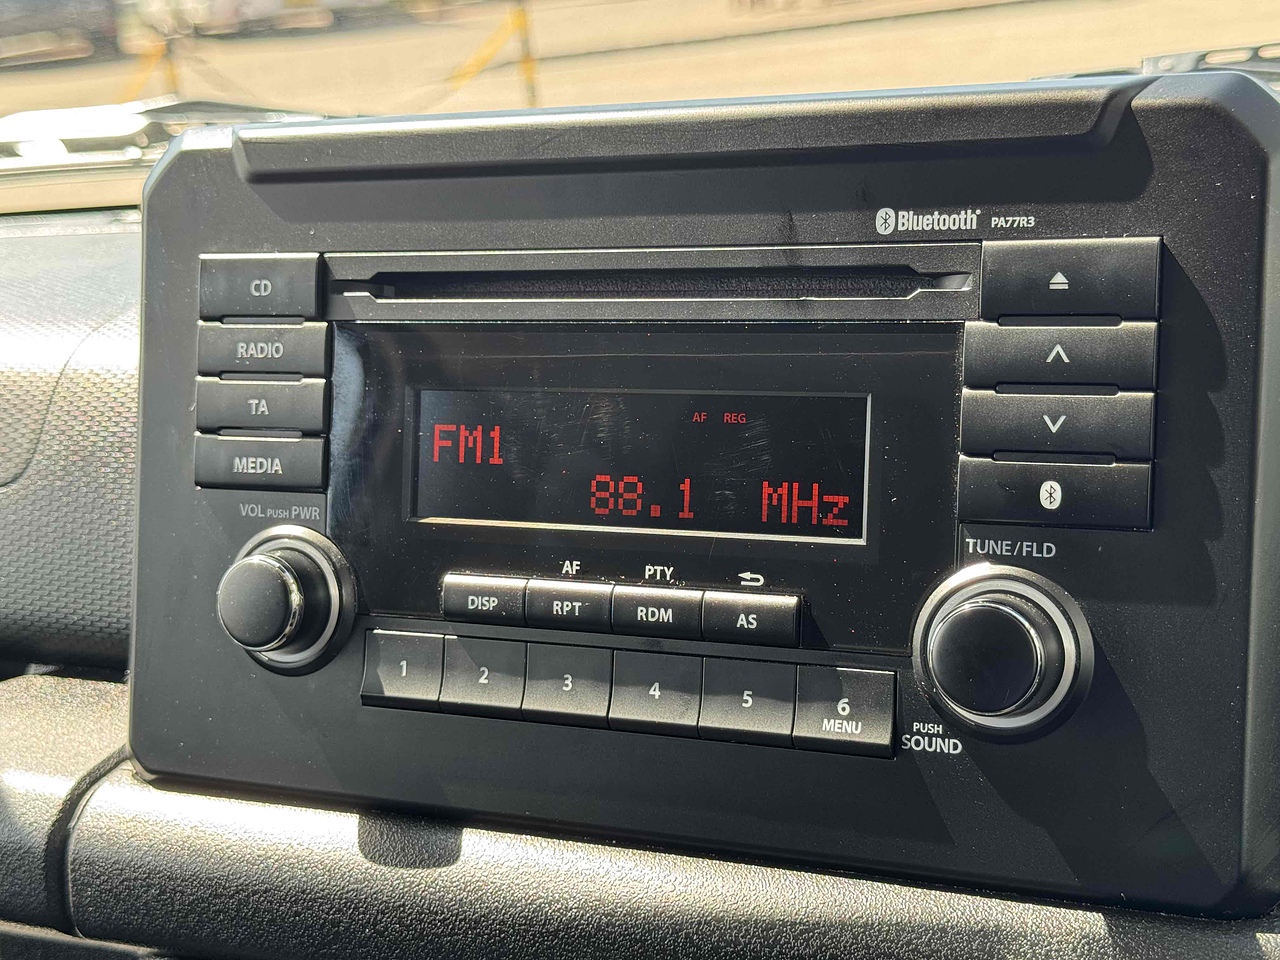 Bluetooth® PA77R3
CD
RADIO
TA
MEDIA
VOL PUSH PWR
AF REG
FM1
88.1 MHz
TUNE/FLD
AF PTY
DISP RPT RDM AS
1 2 3 4 5 6
MENU
PUSH
SOUND